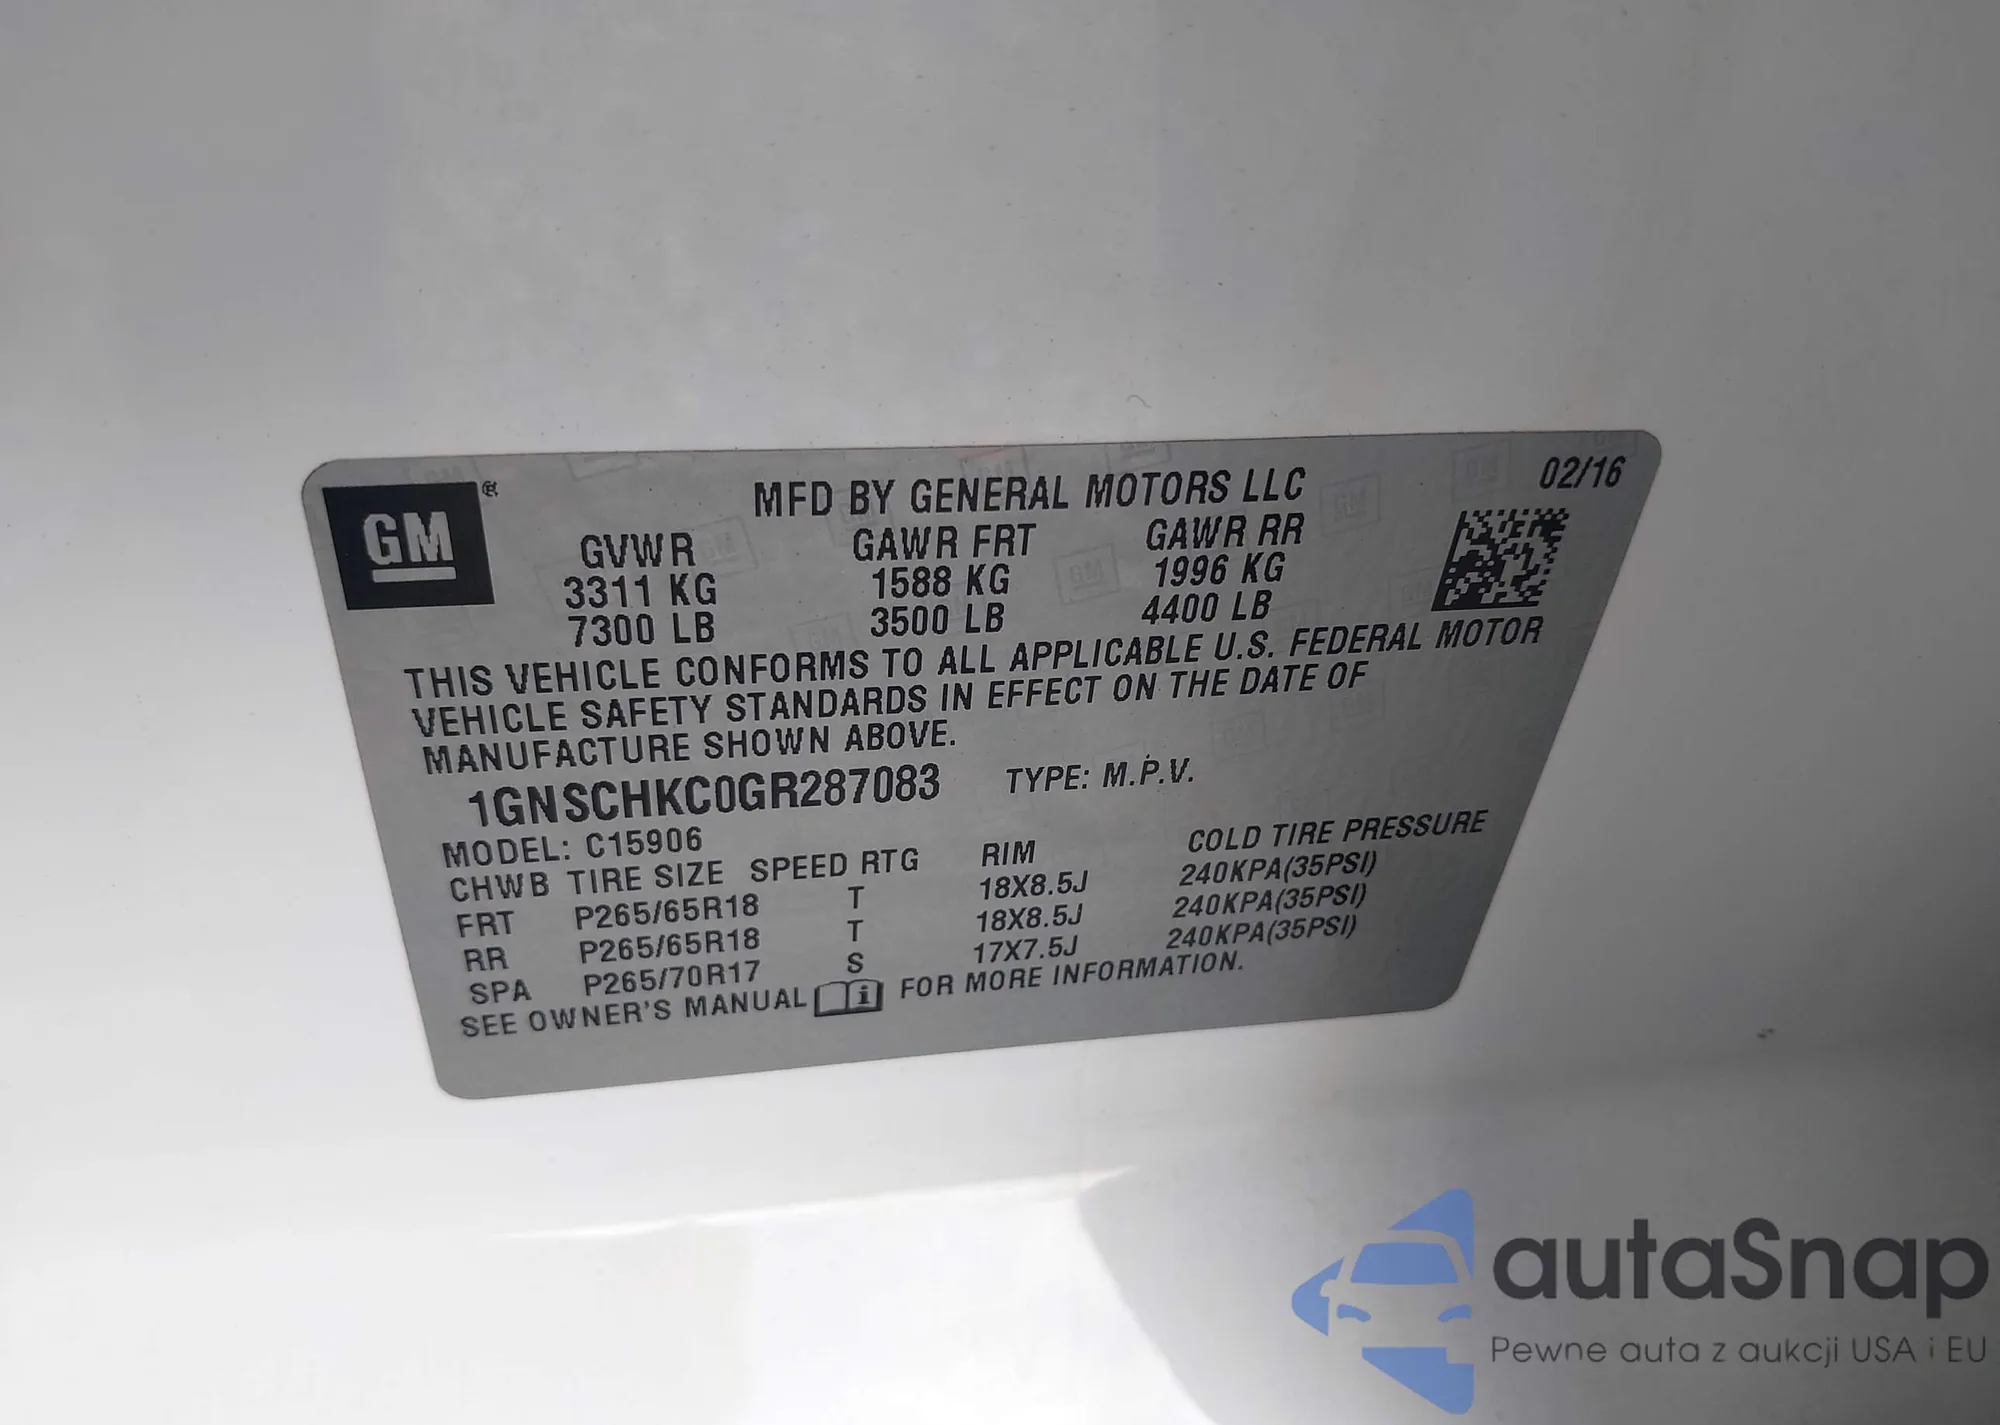 GM ®
MFD BY GENERAL MOTORS LLC 02/16
GVWR GAWR FRT GAWR RR
3311 KG 1588 KG 1996 KG
7300 LB 3500 LB 4400 LB
THIS VEHICLE CONFORMS TO ALL APPLICABLE U.S. FEDERAL MOTOR
VEHICLE SAFETY STANDARDS IN EFFECT ON THE DATE OF
MANUFACTURE SHOWN ABOVE.
1GNSCHKC0GR287083 TYPE: M.P.V.
MODEL: C15906
CHWB TIRE SIZE SPEED RTG RIM COLD TIRE PRESSURE
FRT P265/65R18 T 18X8.5J 240KPA(35PSI)
RR P265/65R18 T 18X8.5J 240KPA(35PSI)
SPA P265/70R17 S 17X7.5J 240KPA(35PSI)
SEE OWNER'S MANUAL i FOR MORE INFORMATION.
autaSnap
Pewne auta z aukcji USA i EU